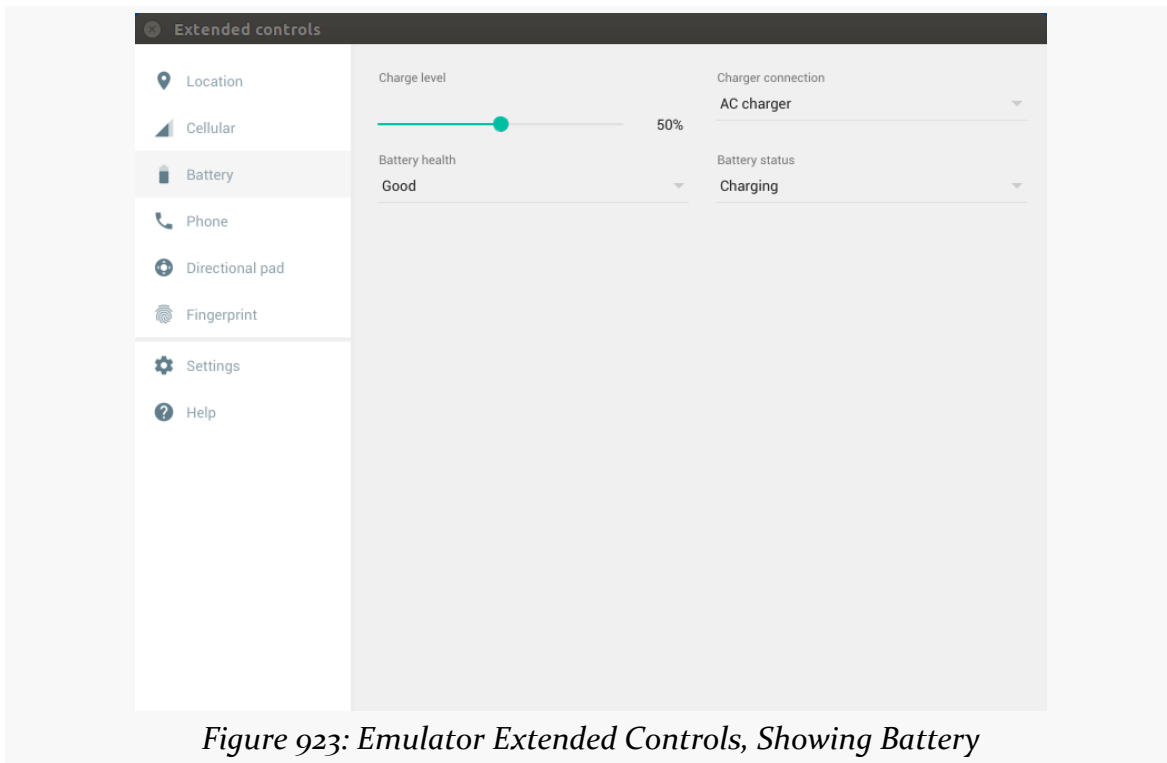 Extended controls
Location
Cellular
Battery
Phone
Directional pad
Fingerprint
Settings
Help
Charge level
50%
Charger connection
AC charger
Battery health
Good
Battery status
Charging
Figure 923: Emulator Extended Controls, Showing Battery